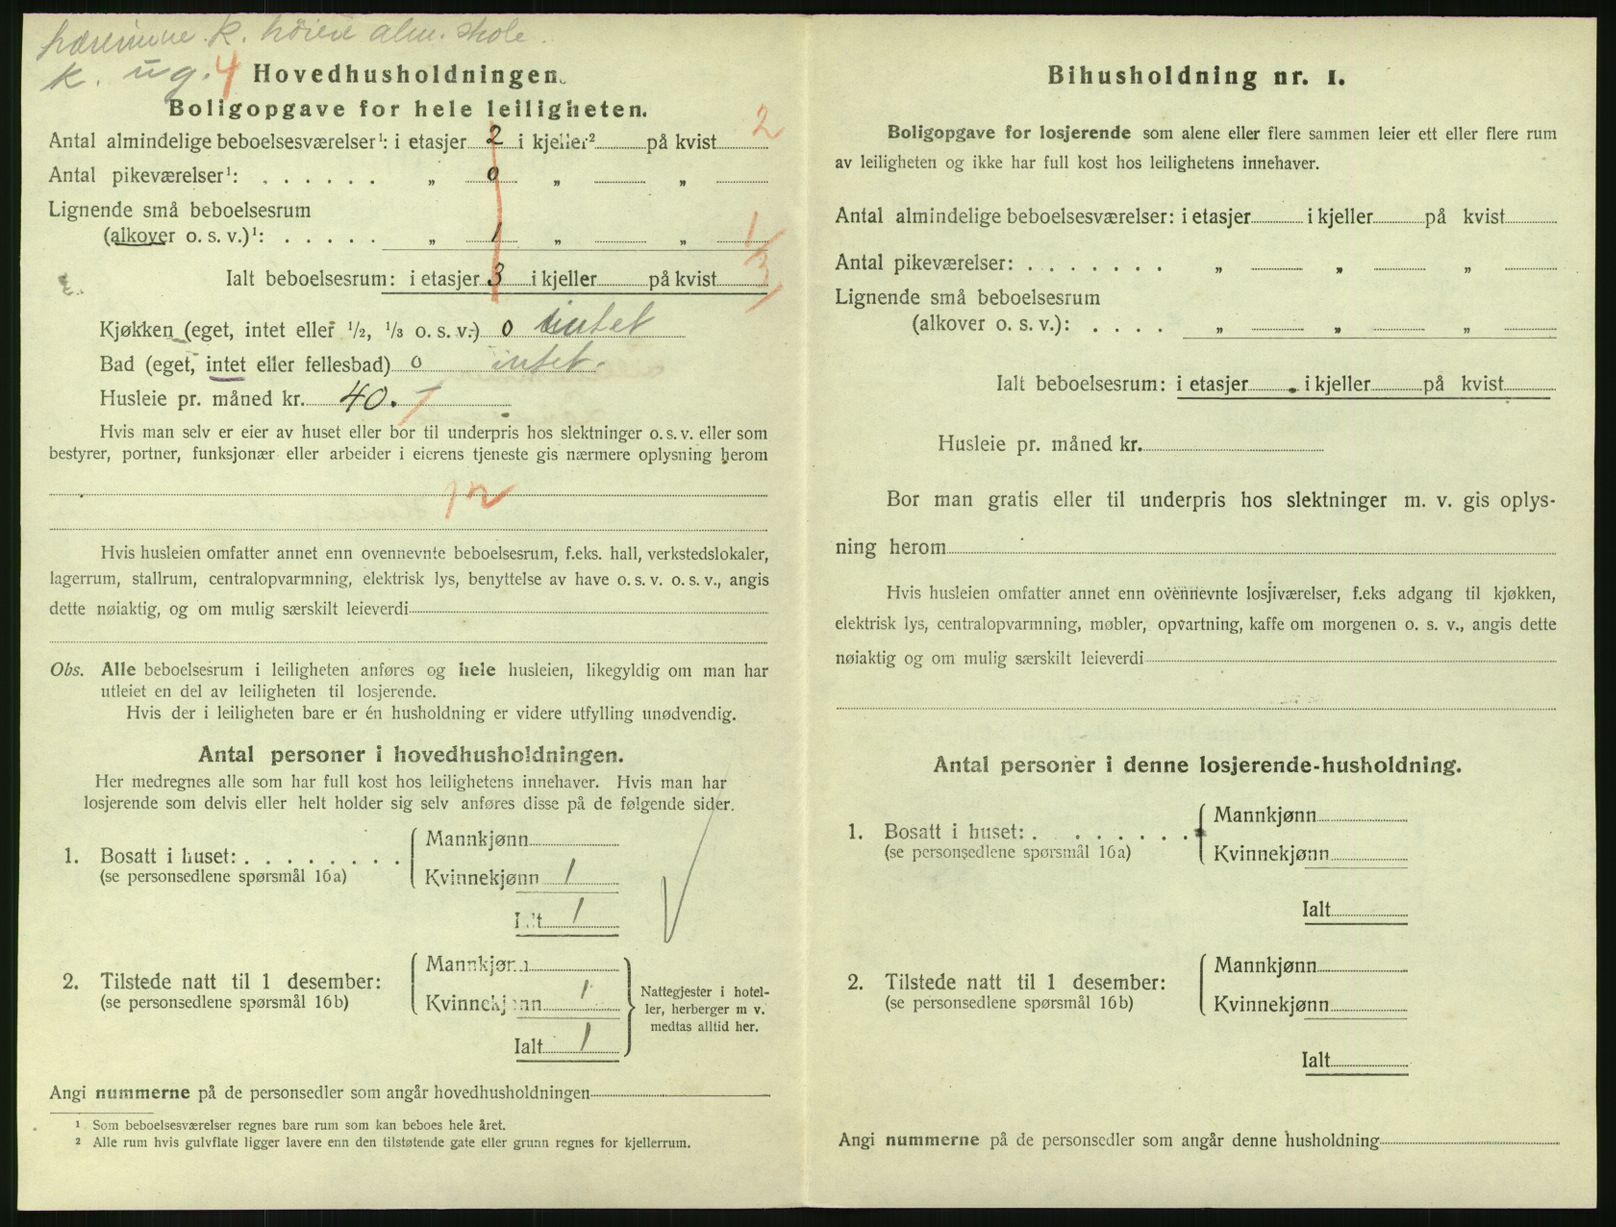 lærerinne. k. höiere alm. skole.
k. ug. 4
Hovedhusholdningen.
Boligopgave for hele leiligheten.
Antal almindelige beboelsesværelser¹: i etasjer 2 i kjeller² på kvist 2
Antal pikeværelser¹: . . . . . . „ 0 „ „
Lignende små beboelsesrum
(alkover o. s. v.)¹: . . . . . „ 1 „ „ 1
Ialt beboelsesrum: i etasjer 3 i kjeller på kvist 3
Kjøkken (eget, intet eller 1/2, 1/3 o. s. v.) 0 intet
Bad (eget, intet eller fellesbad) 0 intet.
Husleie pr. måned kr. 40.
Hvis man selv er eier av huset eller bor til underpris hos slektninger o. s. v. eller som
bestyrer, portner, funksjonær eller arbeider i eierens tjeneste gis nærmere oplysning herom
12
Hvis husleien omfatter annet enn ovennevnte beboelsesrum, f.eks. hall, verkstedslokaler,
lagerrum, stallrum, centralopvarmning, elektrisk lys, benyttelse av have o. s. v. o. s. v., angis
dette nøiaktig, og om mulig særskilt leieverdi
Obs. Alle beboelsesrum i leiligheten anføres og hele husleien, likegyldig om man har
utleiet en del av leiligheten til losjerende.
Hvis der i leiligheten bare er én husholdning er videre utfylling unødvendig.
Antal personer i hovedhusholdningen.
Her medregnes alle som har full kost hos leilighetens innehaver. Hvis man har
losjerende som delvis eller helt holder sig selv anføres disse på de følgende sider.
1. Bosatt i huset: . . . . . . . .
(se personsedlene spørsmål 16a)
Mannkjønn
Kvinnekjønn 1
Ialt 1
2. Tilstede natt til 1 desember:
(se personsedlene spørsmål 16b)
Mannkjønn
Kvinnekjønn 1
Ialt 1
Nattegjester i hotel-
ler, herberger m v.
medtas alltid her.
Angi nummerne på de personsedler som angår hovedhusholdningen
¹ Som beboelsesværelser regnes bare rum som kan beboes hele året.
² Alle rum hvis gulvflate ligger lavere enn den tilstøtende gate eller grunn regnes for kjellerrum.
Bihusholdning nr. 1.
Boligopgave for losjerende som alene eller flere sammen leier ett eller flere rum
av leiligheten og ikke har full kost hos leilighetens innehaver.
Antal almindelige beboelsesværelser: i etasjer i kjeller på kvist
Antal pikeværelser: . . . . . . . „ „ „
Lignende små beboelsesrum
(alkover o. s. v.): . . . . „ „ „
Ialt beboelsesrum: i etasjer i kjeller på kvist
Husleie pr. måned kr.
Bor man gratis eller til underpris hos slektninger m. v. gis oplys-
ning herom
Hvis husleien omfatter annet enn ovennevnte losjiværelser, f.eks adgang til kjøkken,
elektrisk lys, centralopvarmning, møbler, opvartning, kaffe om morgenen o. s. v., angis dette
nøiaktig og om mulig særskilt leieverdi
Antal personer i denne losjerende-husholdning.
1. Bosatt i huset: . . . . . . .
(se personsedlene spørsmål 16a)
Mannkjønn
Kvinnekjønn
Ialt
2. Tilstede natt til 1 desember:
(se personsedlene spørsmål 16b)
Mannkjønn
Kvinnekjønn
Ialt
Angi nummerne på de personsedler som angår denne husholdning